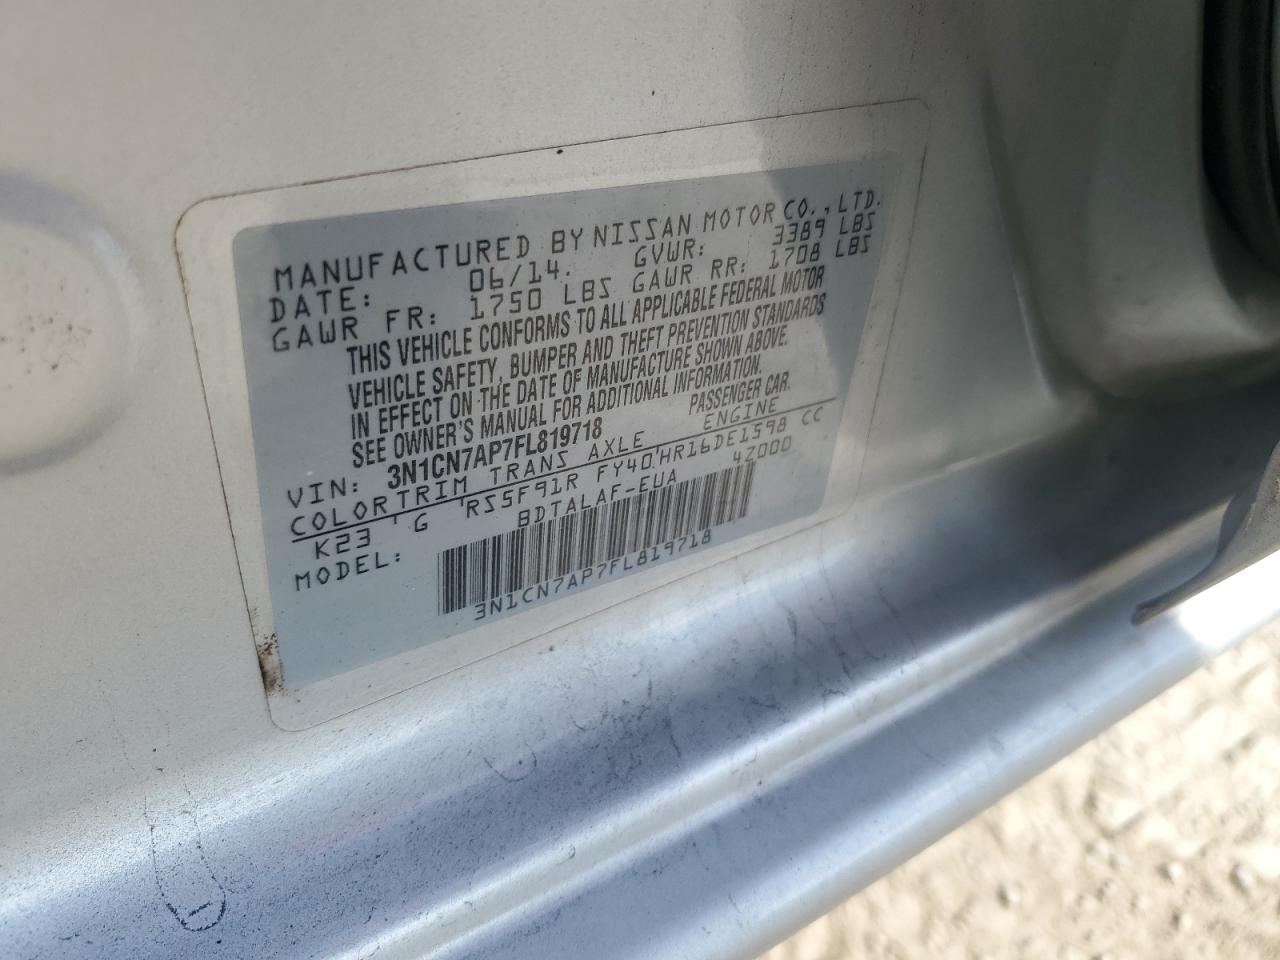 MANUFACTURED BY NISSAN MOTOR CO., LTD.
DATE: 06/14. GVWR: 3389 LBS
GAWR FR: 1750 LBS GAWR RR: 1708 LBS
THIS VEHICLE CONFORMS TO ALL APPLICABLE FEDERAL MOTOR
VEHICLE SAFETY, BUMPER AND THEFT PREVENTION STANDARDS
IN EFFECT ON THE DATE OF MANUFACTURE SHOWN ABOVE.
SEE OWNER'S MANUAL FOR ADDITIONAL INFORMATION.
VIN: 3N1CN7AP7FL819718 PASSENGER CAR.
COLOR TRIM TRANS AXLE ENGINE
K23 G RS5F91R FY40 HR16DE1598 CC
MODEL: BDTALAF-EUA 4Z000
3N1CN7AP7FL819718